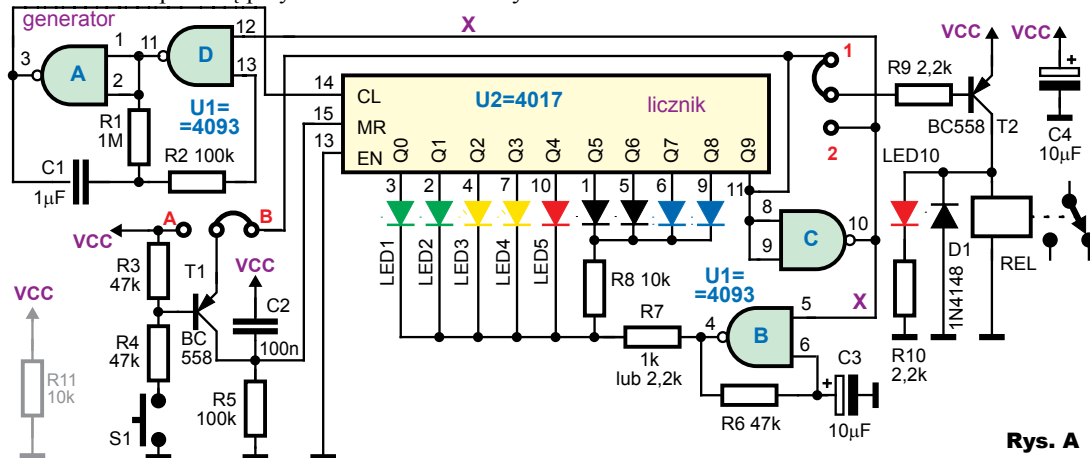 generator
X
VCC
VCC
3
1
2
A
11
D
12
13
U1=
=4093
R1
1M
C1
1µF
R2 100k
14
15
13
CL
MR
EN
U2=4017
licznik
Q0
Q1
Q2
Q3
Q4
Q5
Q6
Q7
Q8
Q9
3
2
4
7
10
1
5
6
9
11
1
2
R9 2,2k
BC558
T2
+
C4
10µF
LED10
A
B
VCC
R3
47k
T1
VCC
C2
100n
BC
558
R4
47k
R5
100k
S1
VCC
R11
10k
LED1
LED2
LED3
LED4
LED5
R8 10k
8
9
C
10
U1=
=4093
X
R7
1k
lub 2,2k
4
B
5
6
R6 47k
C3
+
10µF
D1
1N4148
REL
R10
2,2k
Rys. A